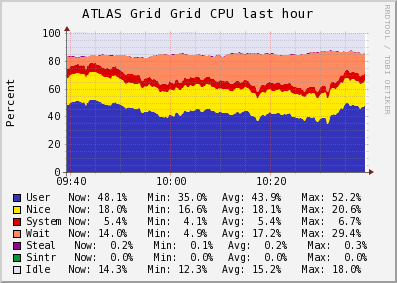 ATLAS Grid Grid CPU last hour
RRDTOOL / TOBI OETIKER
Percent
100
80
60
40
20
0
09:40 10:00 10:20
User Now: 48.1% Min: 35.0% Avg: 43.9% Max: 52.2%
Nice Now: 18.0% Min: 16.6% Avg: 18.1% Max: 20.6%
System Now: 5.4% Min: 4.1% Avg: 5.4% Max: 6.7%
Wait Now: 14.0% Min: 4.9% Avg: 17.2% Max: 29.4%
Steal Now: 0.2% Min: 0.1% Avg: 0.2% Max: 0.3%
Sintr Now: 0.0% Min: 0.0% Avg: 0.0% Max: 0.0%
Idle Now: 14.3% Min: 12.3% Avg: 15.2% Max: 18.0%